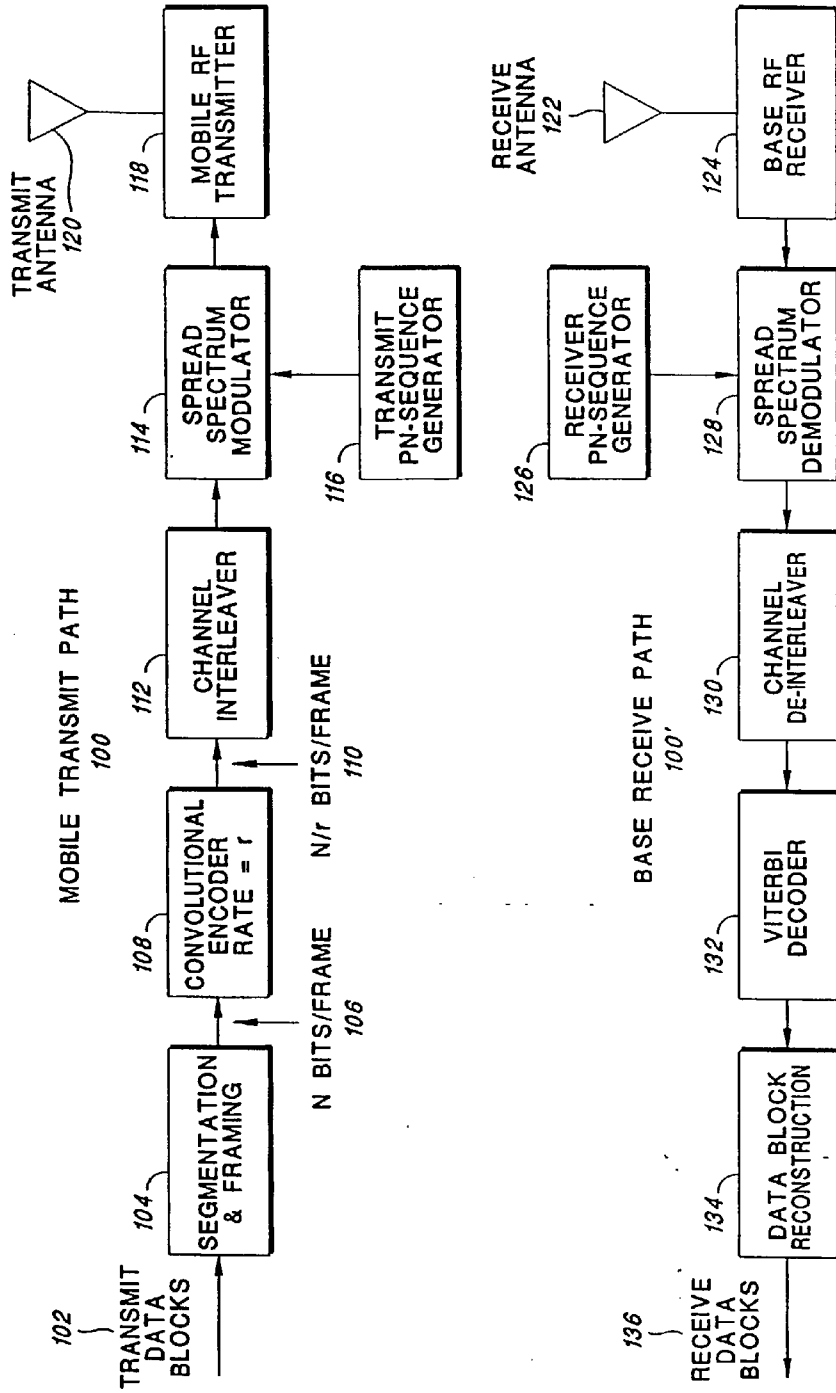 MOBILE TRANSMIT PATH
100
102
TRANSMIT
DATA
BLOCKS
104
SEGMENTATION
& FRAMING
N BITS/FRAME
106
108
CONVOLUTIONAL
ENCODER
RATE = r
N/r BITS/FRAME
110
112
CHANNEL
INTERLEAVER
114
SPREAD
SPECTRUM
MODULATOR
116
TRANSMIT
PN-SEQUENCE
GENERATOR
118
MOBILE RF
TRANSMITTER
TRANSMIT
ANTENNA
120
BASE RECEIVE PATH
100'
RECEIVE
ANTENNA
122
124
BASE RF
RECEIVER
126
RECEIVER
PN-SEQUENCE
GENERATOR
128
SPREAD
SPECTRUM
DEMODULATOR
130
CHANNEL
DE-INTERLEAVER
132
VITERBI
DECODER
134
DATA BLOCK
RECONSTRUCTION
136
RECEIVE
DATA
BLOCKS